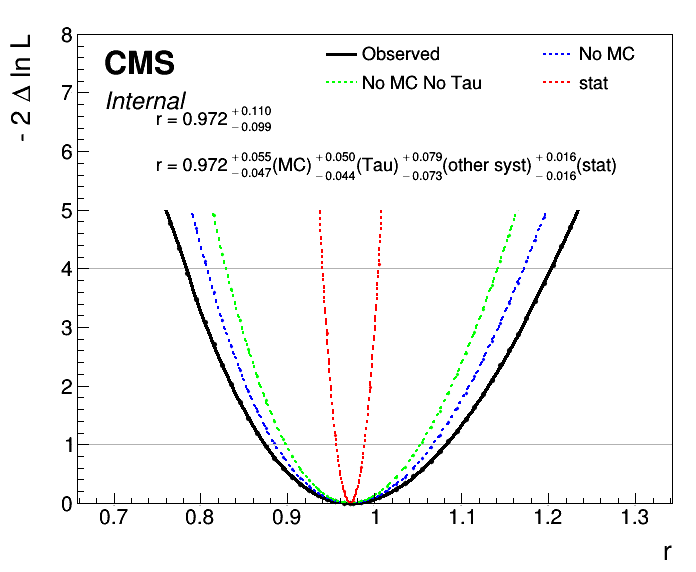 - 2 Δ ln L
CMS
Internal
Observed
No MC
No MC No Tau
stat
r = 0.972 + 0.110 − 0.099
r = 0.972 + 0.055 − 0.047 (MC) + 0.050 − 0.044 (Tau) + 0.079 − 0.073 (other syst) + 0.016 − 0.016 (stat)
8
7
6
5
4
3
2
1
0
0.7 0.8 0.9 1 1.1 1.2 1.3
r